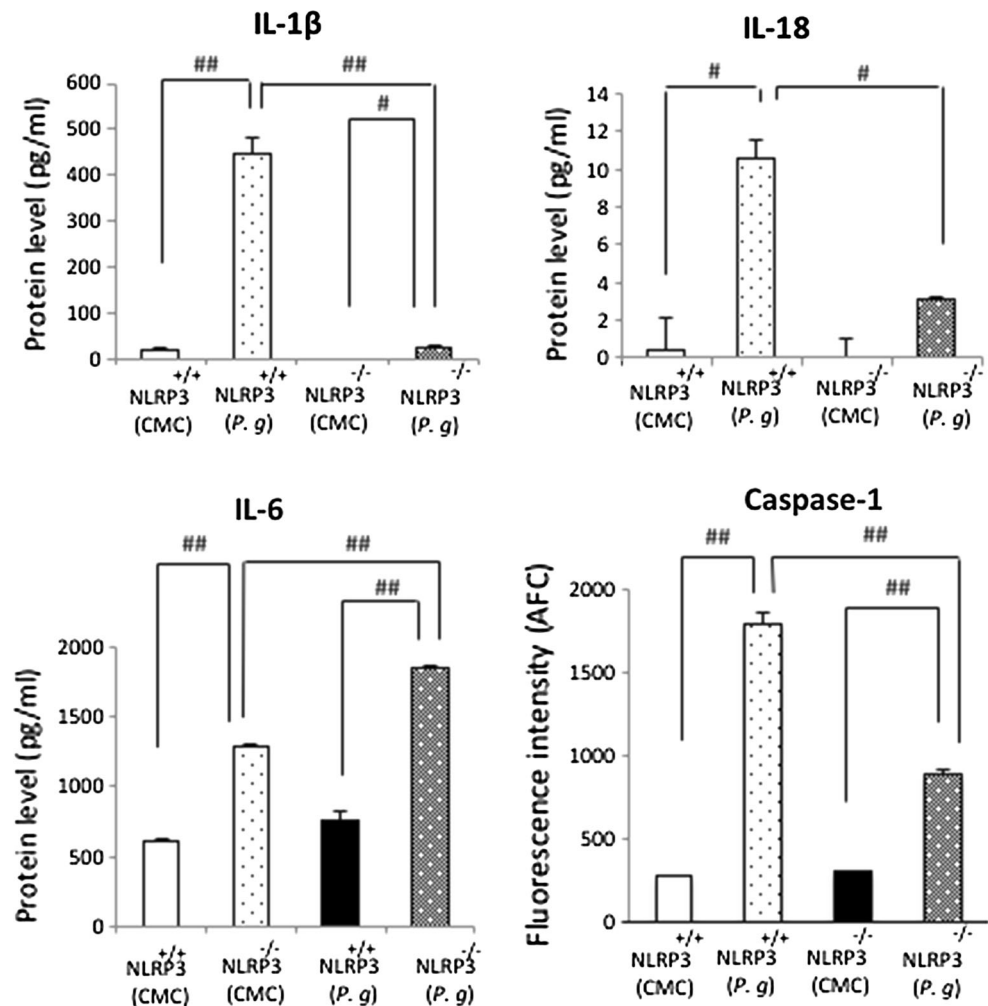 IL-1β
## ##
#
Protein level (pg/ml)
600
500
400
300
200
100
0
+/+ +/+ -/- -/-
NLRP3 NLRP3 NLRP3 NLRP3
(CMC) (P. g) (CMC) (P. g)
IL-18
# #
Protein level (pg/ml)
14
12
10
8
6
4
2
0
+/+ +/+ -/- -/-
NLRP3 NLRP3 NLRP3 NLRP3
(CMC) (P. g) (CMC) (P. g)
IL-6
## ##
##
Protein level (pg/ml)
2000
1500
1000
500
0
+/+ -/- +/+ -/-
NLRP3 NLRP3 NLRP3 NLRP3
(CMC) (CMC) (P. g) (P. g)
Caspase-1
## ##
##
Fluorescence intensity (AFC)
2000
1500
1000
500
0
+/+ +/+ -/- -/-
NLRP3 NLRP3 NLRP3 NLRP3
(CMC) (P. g) (CMC) (P. g)